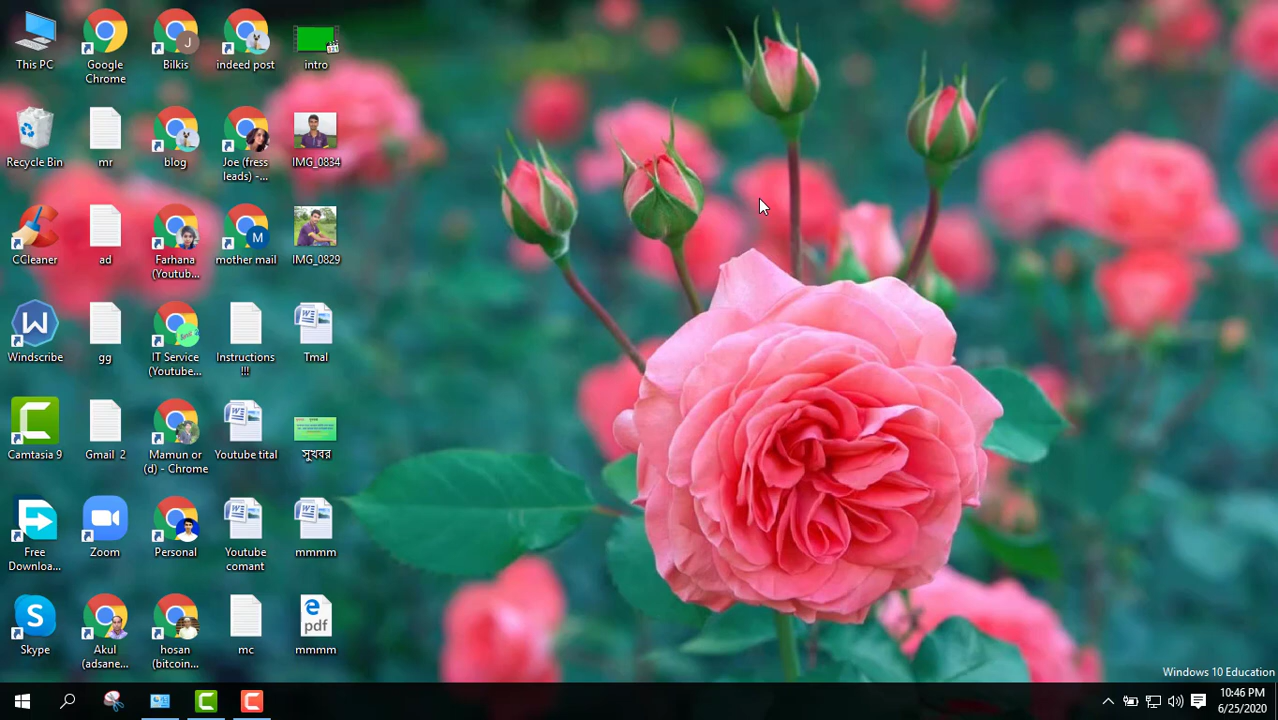 This PC
Google
Chrome
Bilkis
indeed post
intro
Recycle Bin
mr
blog
Joe (fress
leads) -...
IMG_0834
CCleaner
ad
Farhana
(Youtub...
mother mail
IMG_0829
Windscribe
gg
IT Service
(Youtube...
Instructions
!!!
Tmal
Camtasia 9
Gmail 2
Mamun or
(d) - Chrome
Youtube tital
সুখবর
Free
Downloa...
Zoom
Personal
Youtube
comant
mmmm
Skype
Akul
(adsane...
hosan
(bitcoin...
mc
pdf
mmmm
Windows 10 Education
10:46 PM
6/25/2020